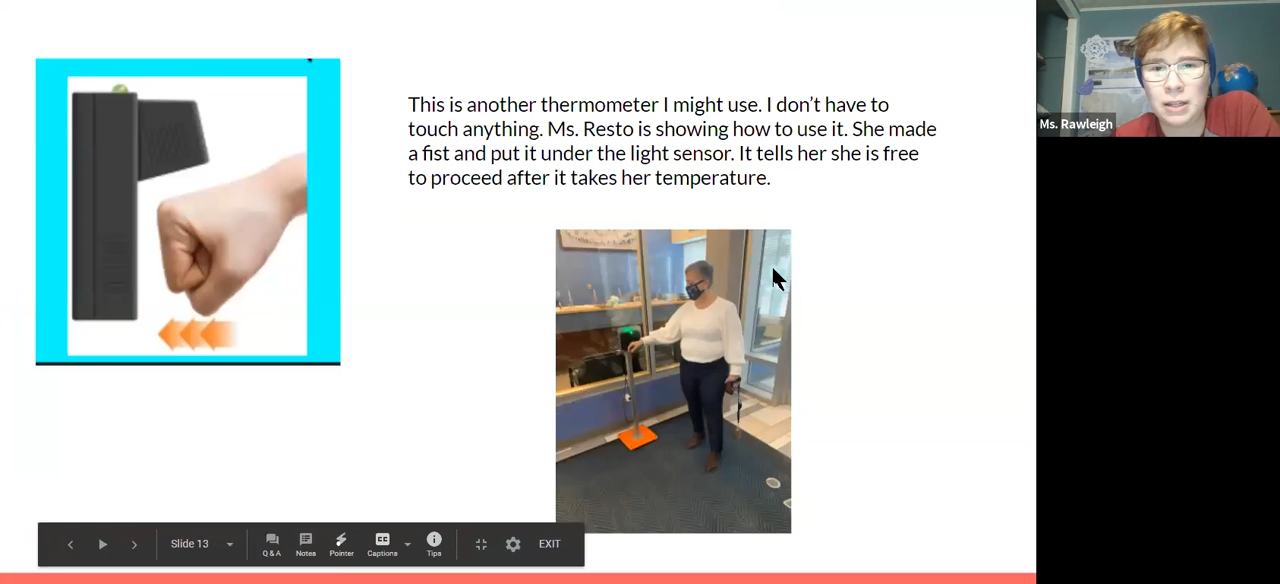 This is another thermometer I might use. I don’t have to
touch anything. Ms. Resto is showing how to use it. She made
a fist and put it under the light sensor. It tells her she is free
to proceed after it takes her temperature.
Ms. Rawleigh
Slide 13
Q & A
Notes
Pointer
Captions
Tips
EXIT